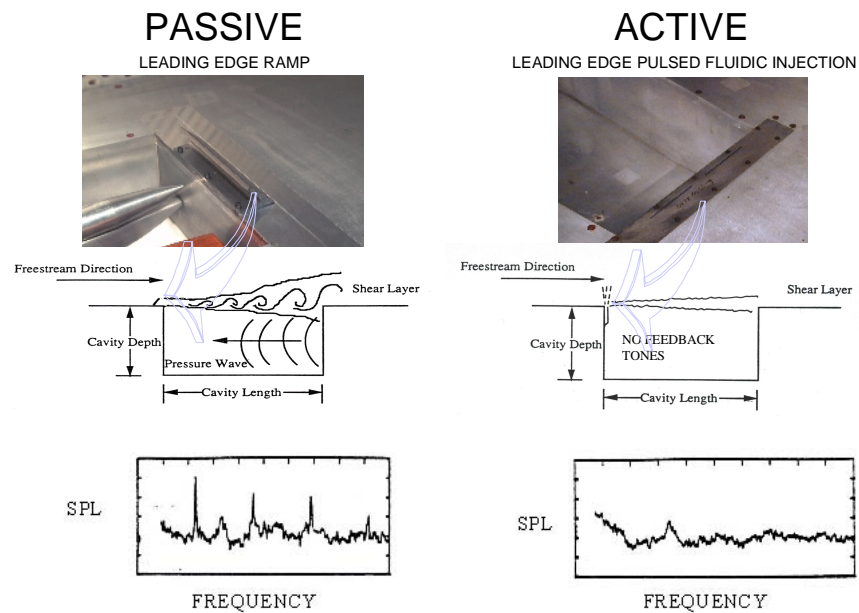 PASSIVE
LEADING EDGE RAMP
Freestream Direction
Shear Layer
Cavity Depth
Pressure Wave
Cavity Length
SPL
FREQUENCY
ACTIVE
LEADING EDGE PULSED FLUIDIC INJECTION
Freestream Direction
Shear Layer
Cavity Depth
NO FEEDBACK
TONES
Cavity Length
SPL
FREQUENCY